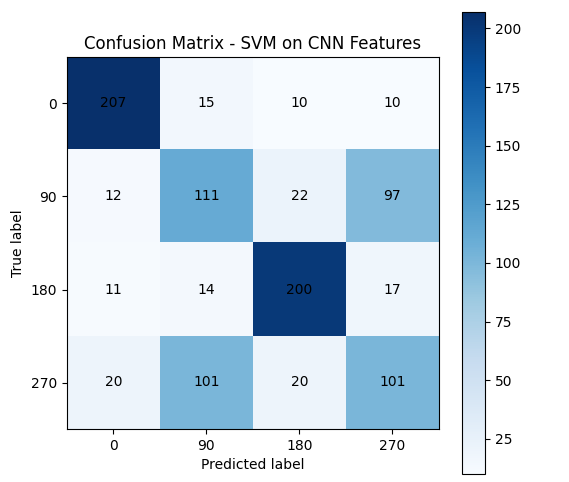 Confusion Matrix - SVM on CNN Features
0 207 15 10 10
90 12 111 22 97
180 11 14 200 17
270 20 101 20 101
0 90 180 270
Predicted label
True label
200
175
150
125
100
75
50
25